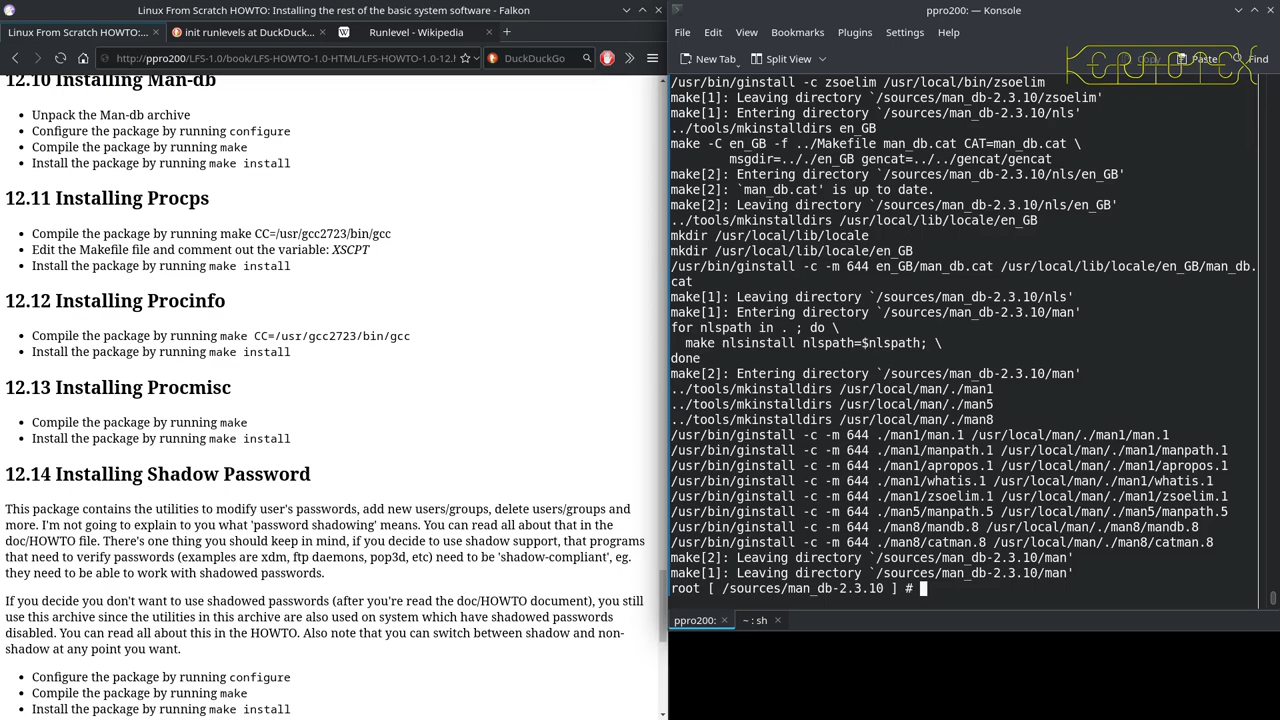 Linux From Scratch HOWTO: Installing the rest of the basic system software - Falkon
Linux From Scratch HOWTO:...
init runlevels at DuckDuck...
Runlevel - Wikipedia
http://ppro200/LFS-1.0/book/LFS-HOWTO-1.0-HTML/LFS-HOWTO-1.0-12.h
DuckDuckGo
12.10 Installing Man-db
Unpack the Man-db archive
Configure the package by running configure
Compile the package by running make
Install the package by running make install
12.11 Installing Procps
Compile the package by running make CC=/usr/gcc2723/bin/gcc
Edit the Makefile file and comment out the variable: XSCPT
Install the package by running make install
12.12 Installing Procinfo
Compile the package by running make CC=/usr/gcc2723/bin/gcc
Install the package by running make install
12.13 Installing Procmisc
Compile the package by running make
Install the package by running make install
12.14 Installing Shadow Password
This package contains the utilities to modify user's passwords, add new users/groups, delete users/groups and
more. I'm not going to explain to you what 'password shadowing' means. You can read all about that in the
doc/HOWTO file. There's one thing you should keep in mind, if you decide to use shadow support, that programs
that need to verify passwords (examples are xdm, ftp daemons, pop3d, etc) need to be 'shadow-compliant', eg.
they need to be able to work with shadowed passwords.
If you decide you don't want to use shadowed passwords (after you're read the doc/HOWTO document), you still
use this archive since the utilities in this archive are also used on system which have shadowed passwords
disabled. You can read all about this in the HOWTO. Also note that you can switch between shadow and non-
shadow at any point you want.
Configure the package by running configure
Compile the package by running make
Install the package by running make install
ppro200: — Konsole
File Edit View Bookmarks Plugins Settings Help
New Tab Split View Copy Paste Find
/usr/bin/ginstall -c zsoelim /usr/local/bin/zsoelim
make[1]: Leaving directory `/sources/man_db-2.3.10/zsoelim'
make[1]: Entering directory `/sources/man_db-2.3.10/nls'
../tools/mkinstalldirs en_GB
make -C en_GB -f ../Makefile man_db.cat CAT=man_db.cat \
msgdir=.././en_GB gencat=../../gencat/gencat
make[2]: Entering directory `/sources/man_db-2.3.10/nls/en_GB'
make[2]: `man_db.cat' is up to date.
make[2]: Leaving directory `/sources/man_db-2.3.10/nls/en_GB'
../tools/mkinstalldirs /usr/local/lib/locale/en_GB
mkdir /usr/local/lib/locale
mkdir /usr/local/lib/locale/en_GB
/usr/bin/ginstall -c -m 644 en_GB/man_db.cat /usr/local/lib/locale/en_GB/man_db.
cat
make[1]: Leaving directory `/sources/man_db-2.3.10/nls'
make[1]: Entering directory `/sources/man_db-2.3.10/man'
for nlspath in . ; do \
make nlsinstall nlspath=$nlspath; \
done
make[2]: Entering directory `/sources/man_db-2.3.10/man'
../tools/mkinstalldirs /usr/local/man/./man1
../tools/mkinstalldirs /usr/local/man/./man5
../tools/mkinstalldirs /usr/local/man/./man8
/usr/bin/ginstall -c -m 644 ./man1/man.1 /usr/local/man/./man1/man.1
/usr/bin/ginstall -c -m 644 ./man1/manpath.1 /usr/local/man/./man1/manpath.1
/usr/bin/ginstall -c -m 644 ./man1/apropos.1 /usr/local/man/./man1/apropos.1
/usr/bin/ginstall -c -m 644 ./man1/whatis.1 /usr/local/man/./man1/whatis.1
/usr/bin/ginstall -c -m 644 ./man1/zsoelim.1 /usr/local/man/./man1/zsoelim.1
/usr/bin/ginstall -c -m 644 ./man5/manpath.5 /usr/local/man/./man5/manpath.5
/usr/bin/ginstall -c -m 644 ./man8/mandb.8 /usr/local/man/./man8/mandb.8
/usr/bin/ginstall -c -m 644 ./man8/catman.8 /usr/local/man/./man8/catman.8
make[2]: Leaving directory `/sources/man_db-2.3.10/man'
make[1]: Leaving directory `/sources/man_db-2.3.10/man'
root [ /sources/man_db-2.3.10 ] #
ppro200:
~ : sh